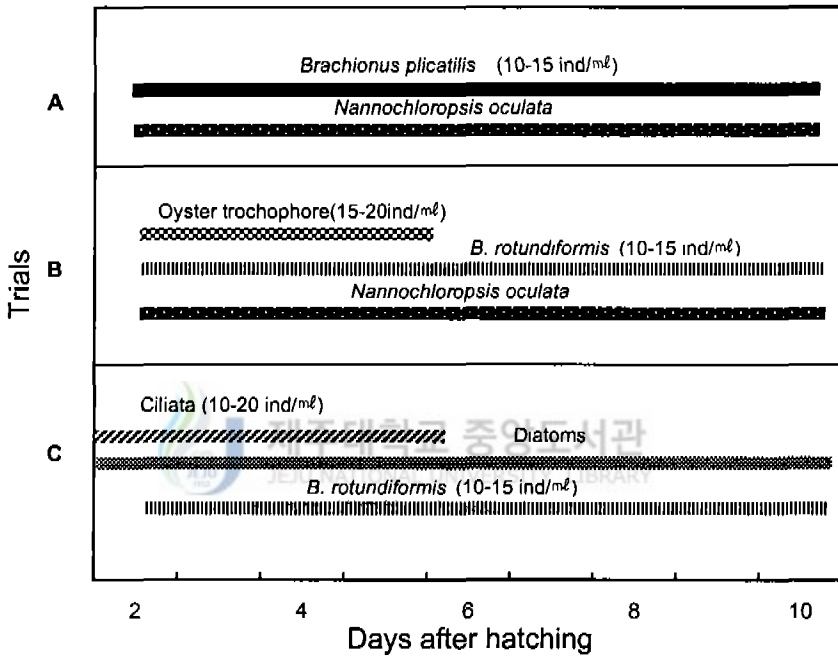 Brachionus plicatilis (10-15 ind/㎖)
A
Nannochloropsis oculata
Oyster trochophore(15-20ind/㎖)
B. rotundiformis (10-15 ind/㎖)
B
Nannochloropsis oculata
Trials
Ciliata (10-20 ind/㎖)
제주대학교 중앙도서관
Diatoms
C
JEJU NATIONAL UNIVERSITY LIBRARY
B. rotundiformis (10-15 ind/㎖)
2 4 6 8 10
Days after hatching